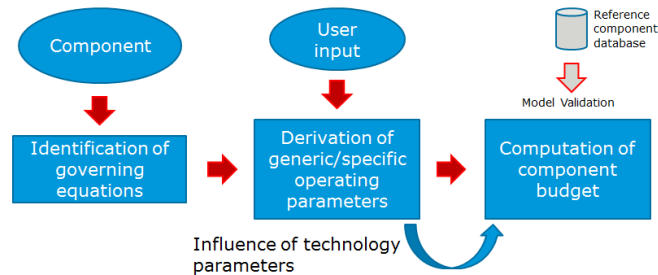 Component
User
input
Reference
component
database
Model Validation
Identification of
governing
equations
Derivation of
generic/specific
operating
parameters
Computation of
component
budget
Influence of technology
parameters